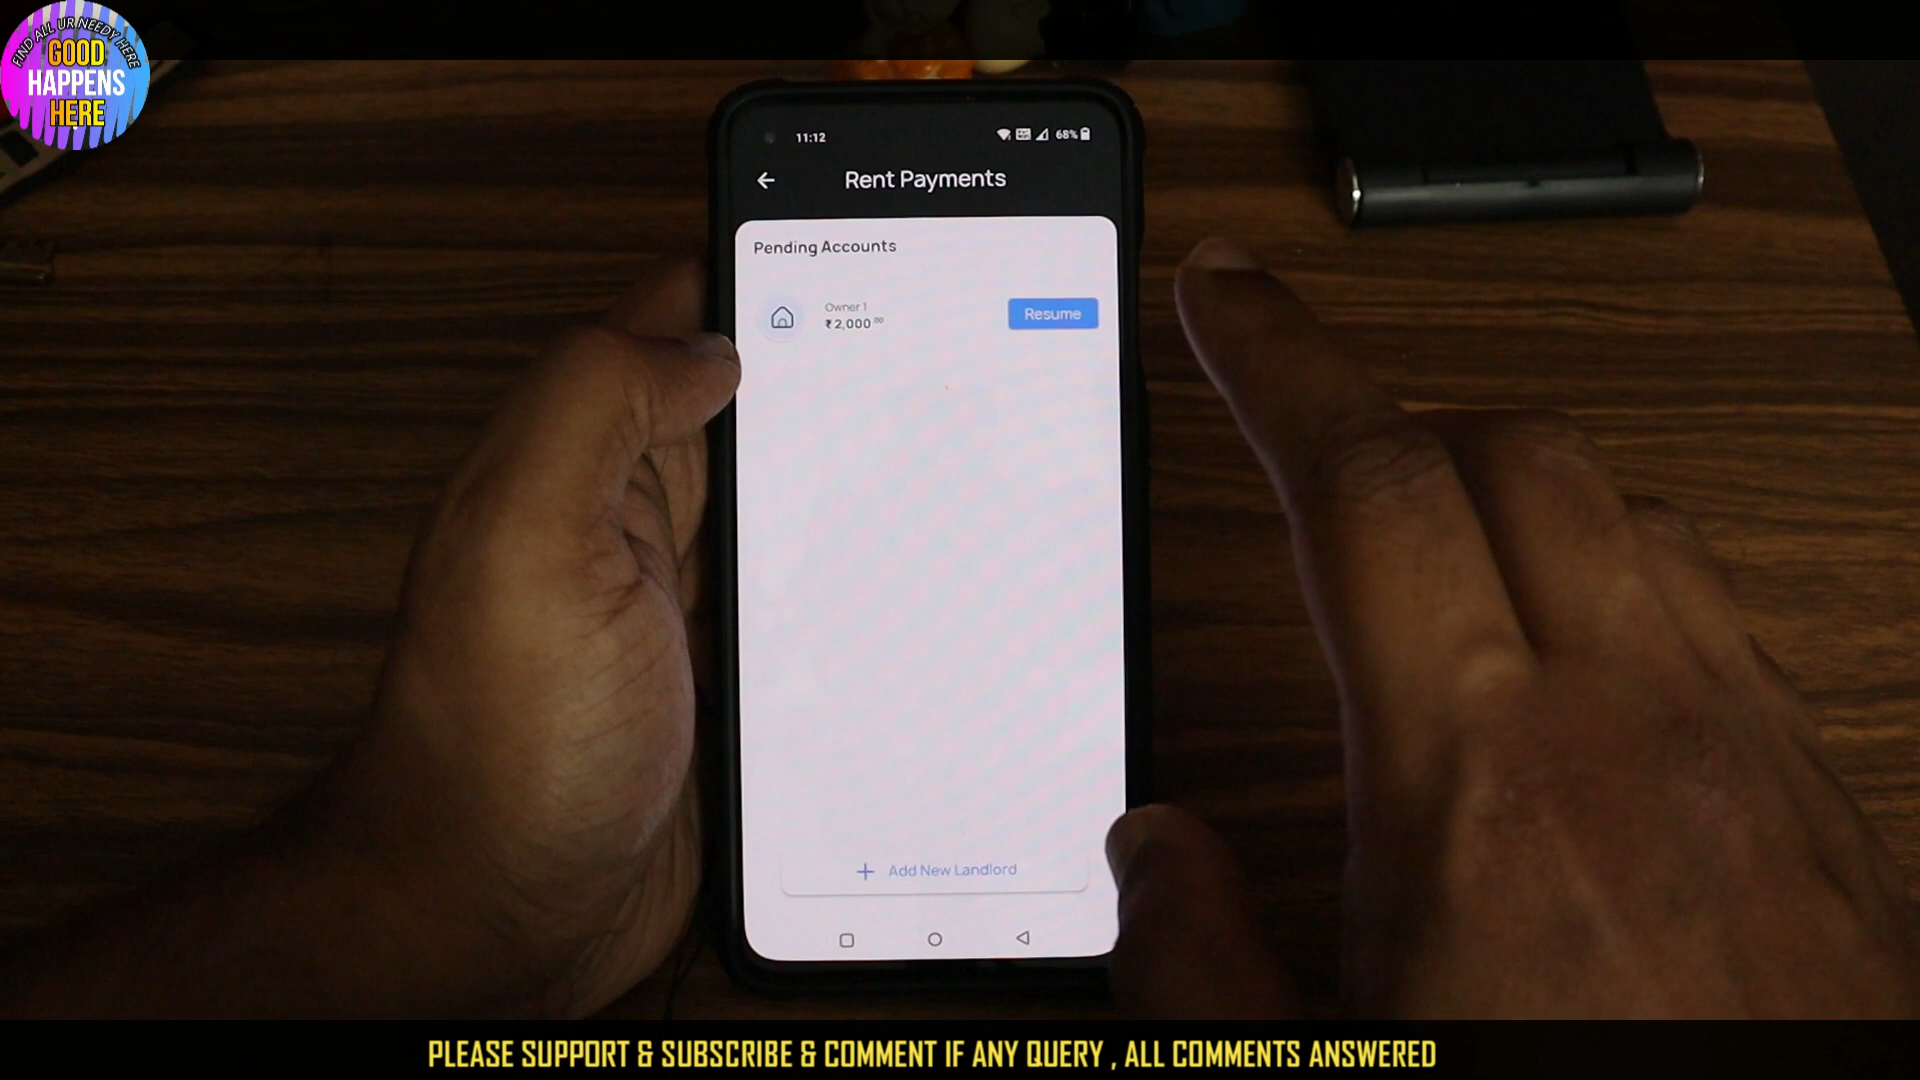 FIND ALL UR NEEDY HERE
GOOD
HAPPENS
HERE
11:12
68%
Rent Payments
Pending Accounts
Owner 1
₹2,000 00
Resume
+ Add New Landlord
PLEASE SUPPORT & SUBSCRIBE & COMMENT IF ANY QUERY , ALL COMMENTS ANSWERED